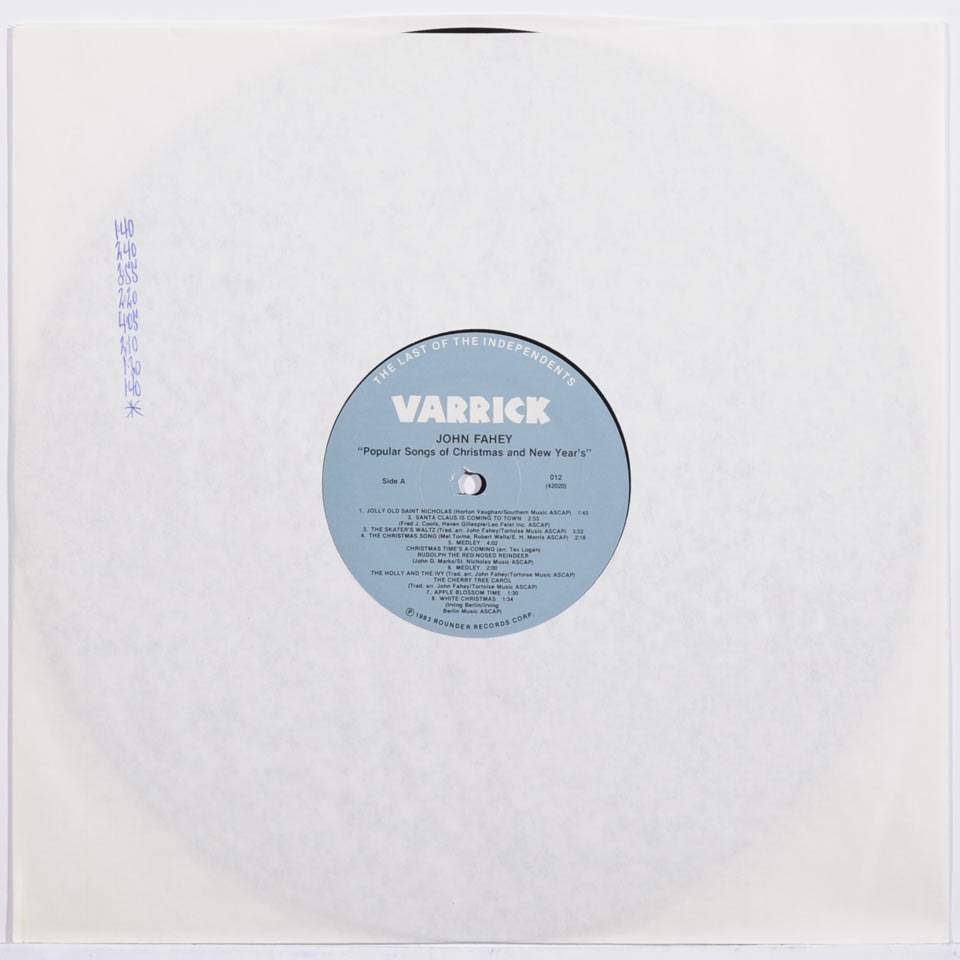 140
240
355
220
405
210
120
140
*
THE LAST OF THE INDEPENDENTS
VARRICK
JOHN FAHEY
"Popular Songs of Christmas and New Year's"
Side A
012
(42020)
1. JOLLY OLD SAINT NICHOLAS (Horton Vaughan/Southern Music ASCAP) 1:45
2. SANTA CLAUS IS COMING TO TOWN 2:53
(Fred J. Coots, Haven Gillespie/Leo Feist Inc. ASCAP)
3. THE SKATER'S WALTZ (Trad. arr. John Fahey/Tortoise Music ASCAP) 3:52
4. THE CHRISTMAS SONG (Mel Torme, Robert Wells/E. H. Morris ASCAP) 2:18
5. MEDLEY 4:02
CHRISTMAS TIME'S A-COMING (arr. Tex Logan)
RUDOLPH THE RED-NOSED REINDEER
(John D. Marks/St. Nicholas Music ASCAP)
6. MEDLEY 2:00
THE HOLLY AND THE IVY (Trad. arr. John Fahey/Tortoise Music ASCAP)
THE CHERRY TREE CAROL
(Trad. arr. John Fahey/Tortoise Music ASCAP)
7. APPLE BLOSSOM TIME 1:30
8. WHITE CHRISTMAS 1:34
(Irving Berlin/Irving
Berlin Music ASCAP)
℗ 1983 ROUNDER RECORDS CORP.